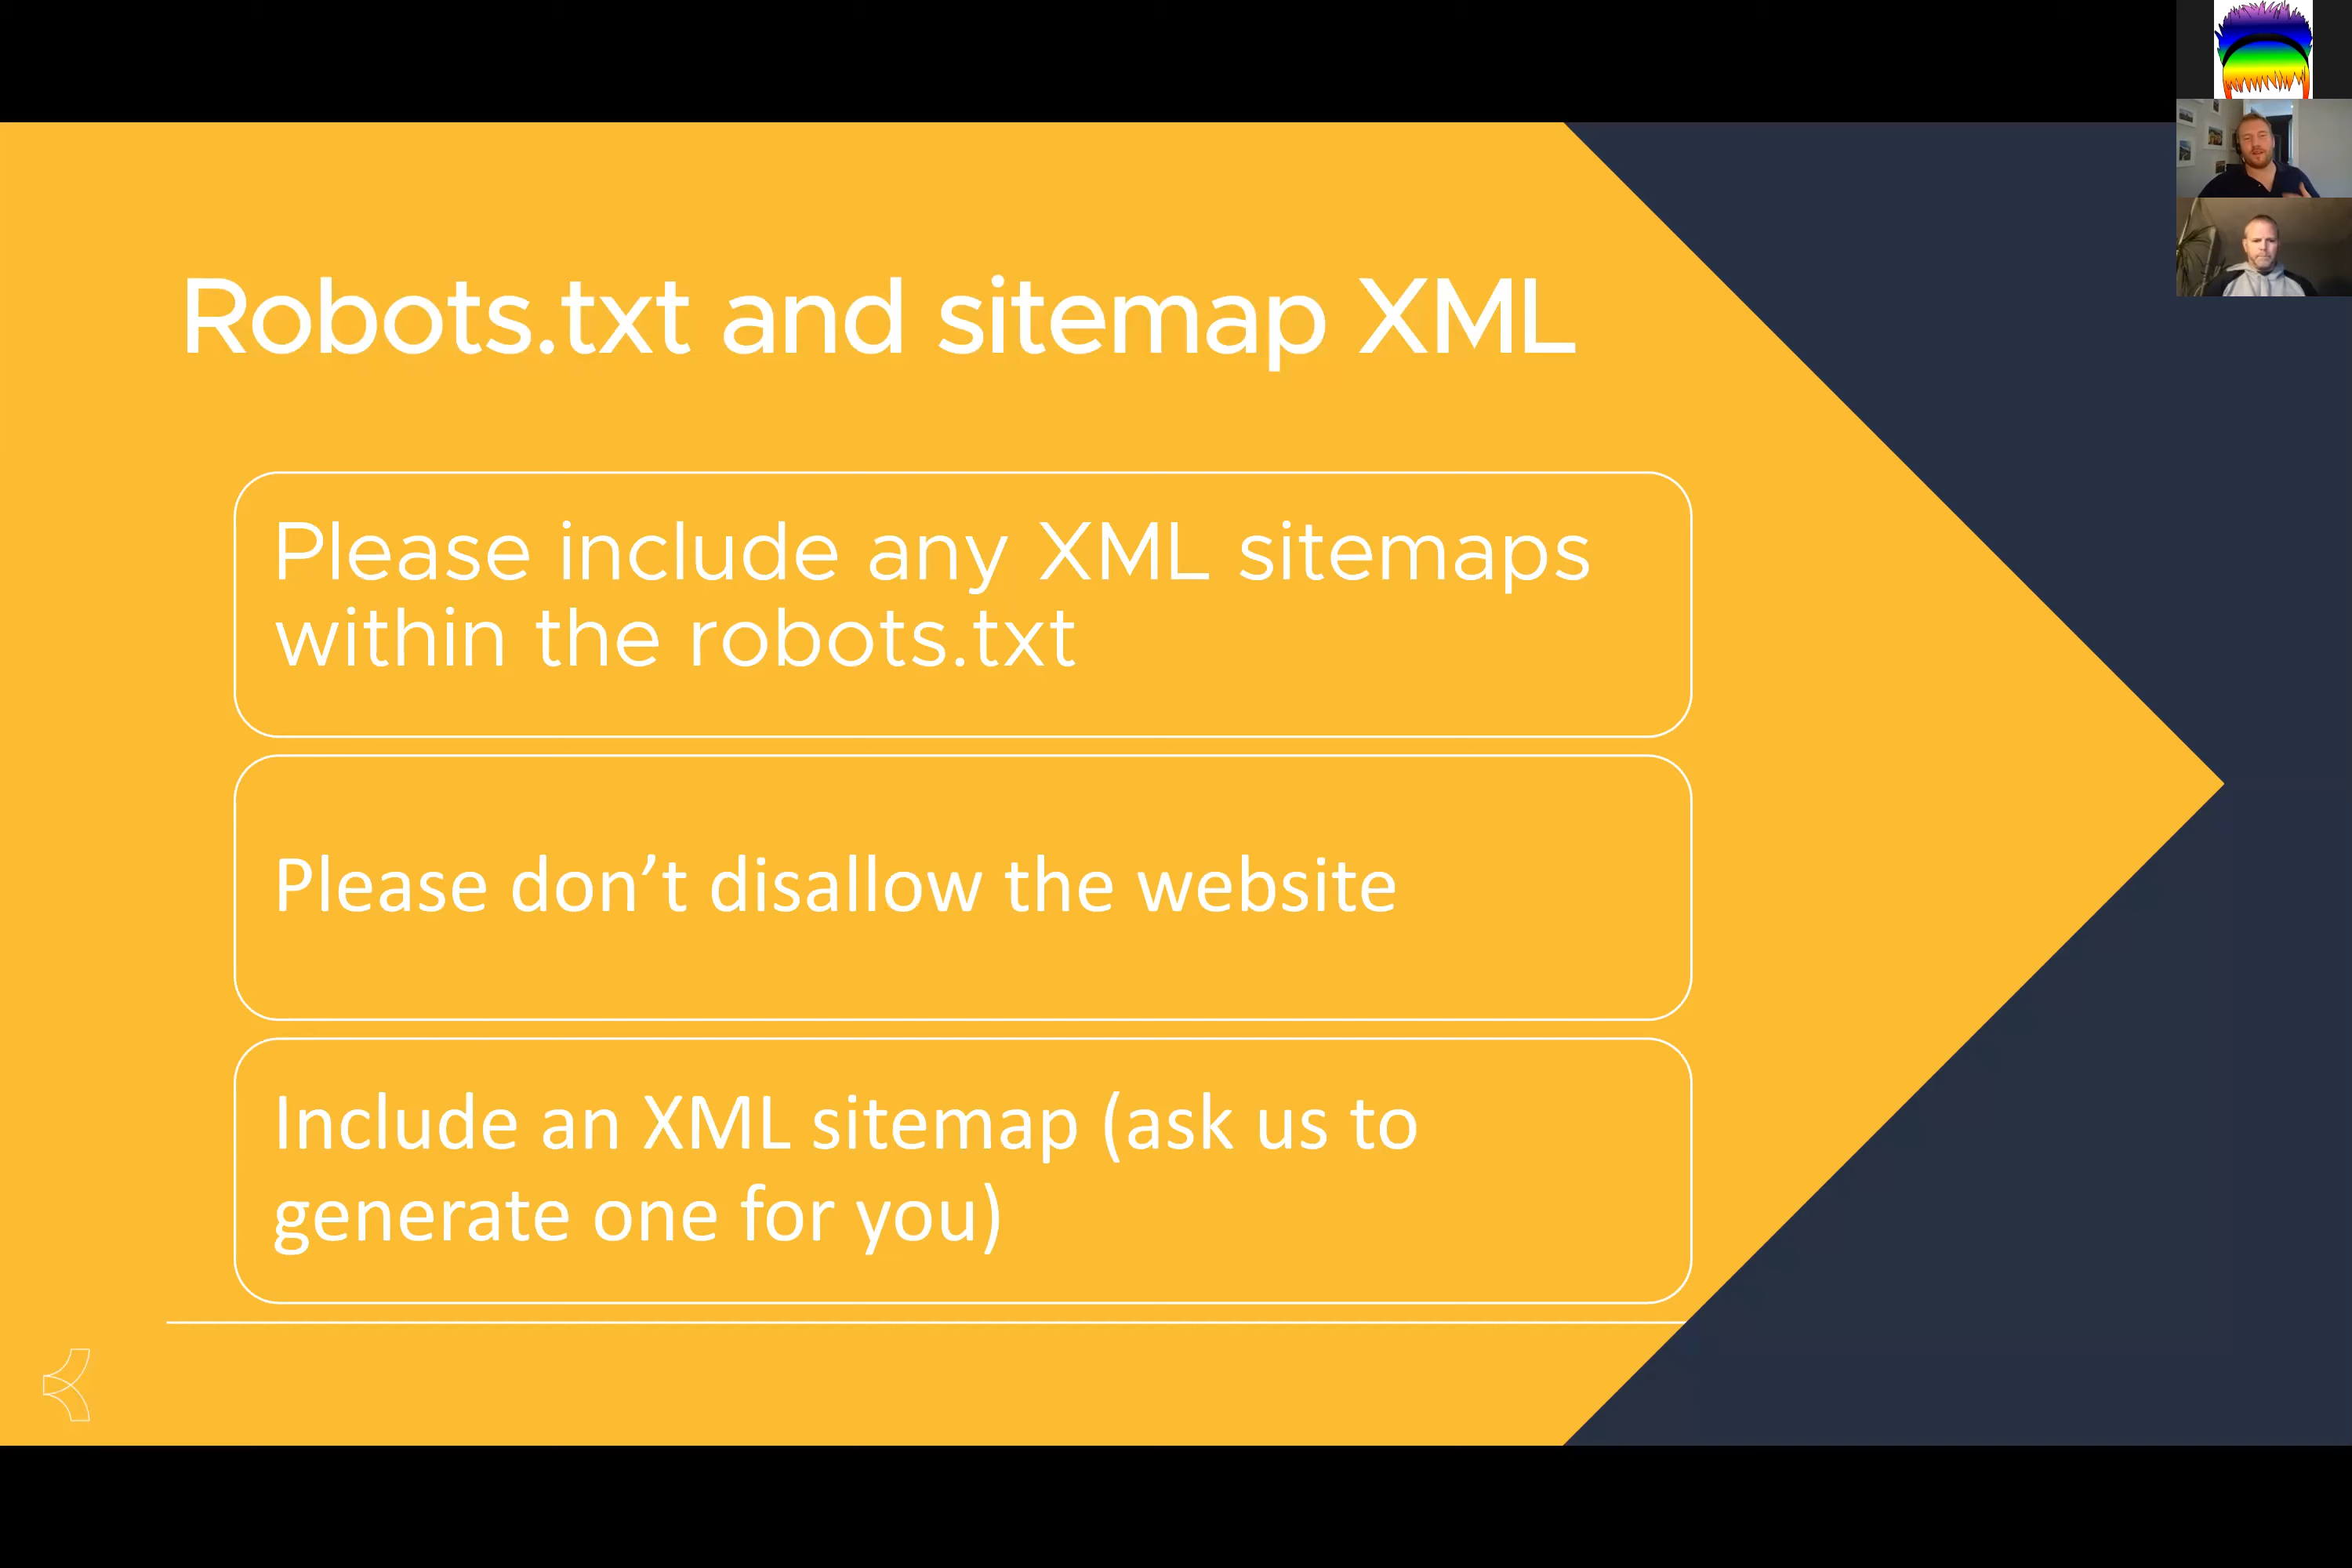 Robots.txt and sitemap XML
Please include any XML sitemaps
within the robots.txt
Please don’t disallow the website
Include an XML sitemap (ask us to
generate one for you)